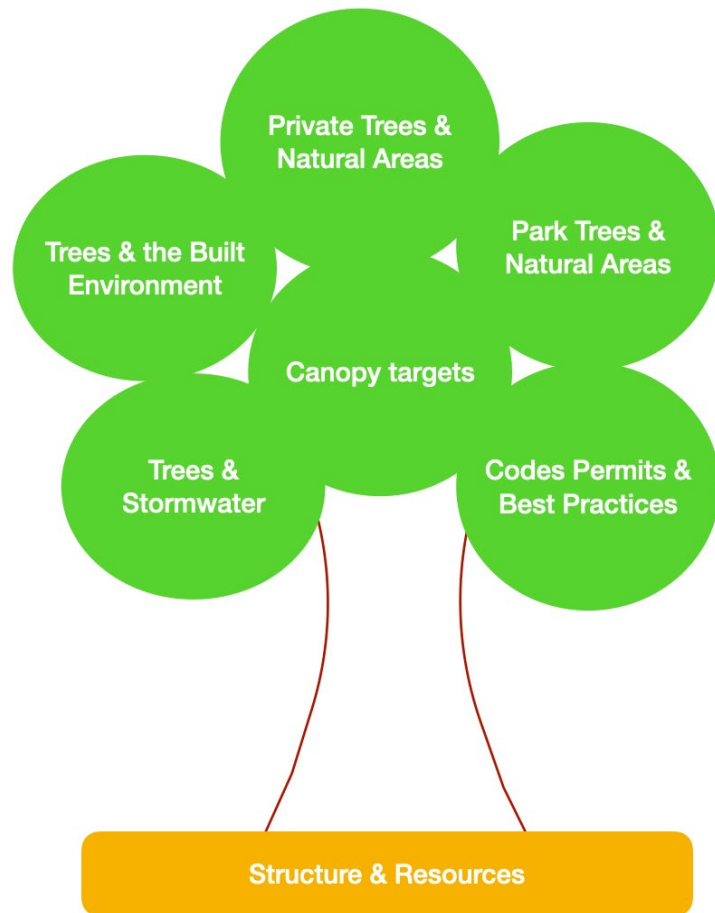 Private Trees &
Natural Areas
Trees & the Built
Environment
Park Trees &
Natural Areas
Canopy targets
Trees &
Stormwater
Codes Permits &
Best Practices
Structure & Resources